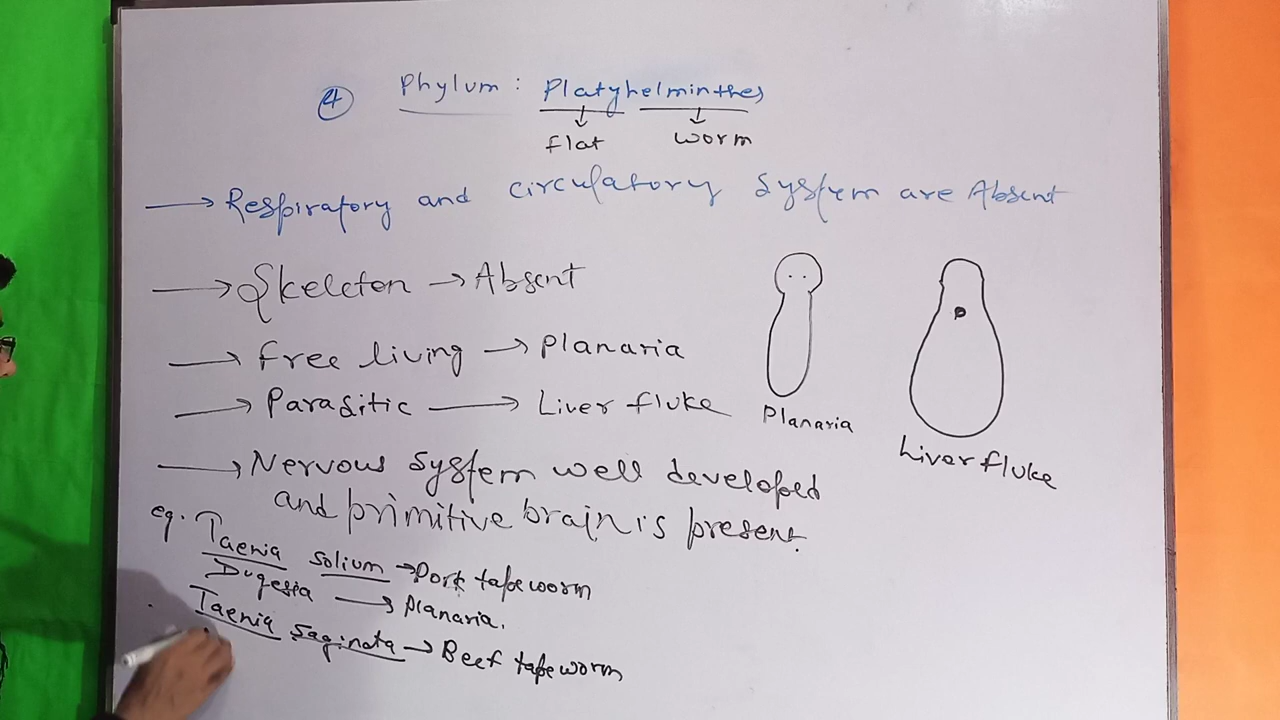 4 Phylum : Platyhelminthes
flat worm
→ Respiratory and circulatory system are Absent
→ Skeleton → Absent
→ free living → planaria
→ Parasitic → Liver fluke
Planaria
Liver fluke
→ Nervous system well developed
and primitive brain is present.
eg. Taenia solium → Pork tapeworm
Dugesia → planaria.
Taenia saginata → Beef tapeworm